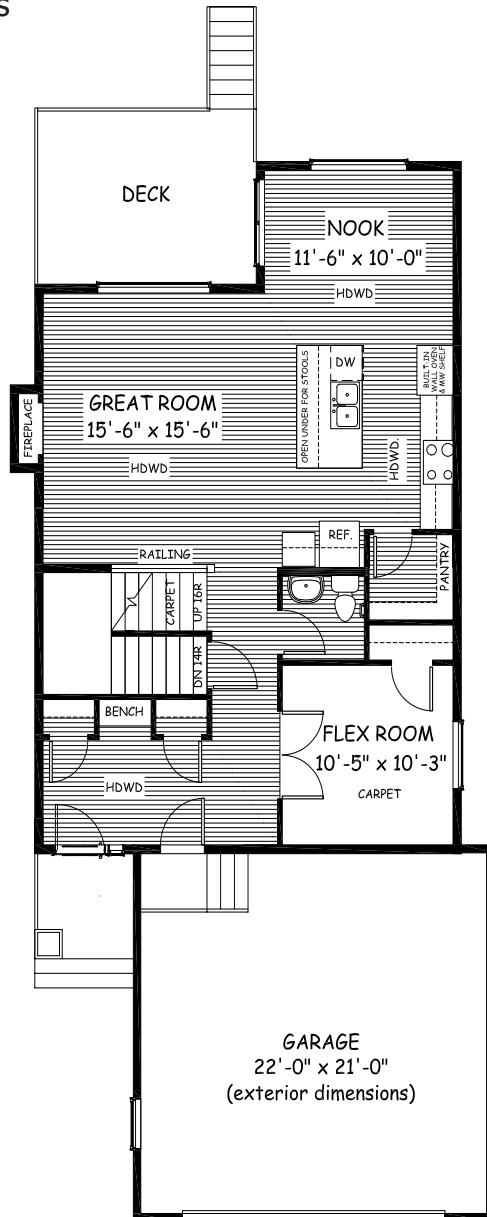 S
DECK
NOOK
11'-6" x 10'-0"
HDWD
OPEN UNDER FOR STOOLS
DW
BUILT-IN
WALL OVEN
& MW SHELF
FIREPLACE
GREAT ROOM
15'-6" x 15'-6"
HDWD
HDWD.
REF.
RAILING
PANTRY
CARPET
UP 16R
DN 14R
BENCH
FLEX ROOM
10'-5" x 10'-3"
CARPET
HDWD
GARAGE
22'-0" x 21'-0"
(exterior dimensions)